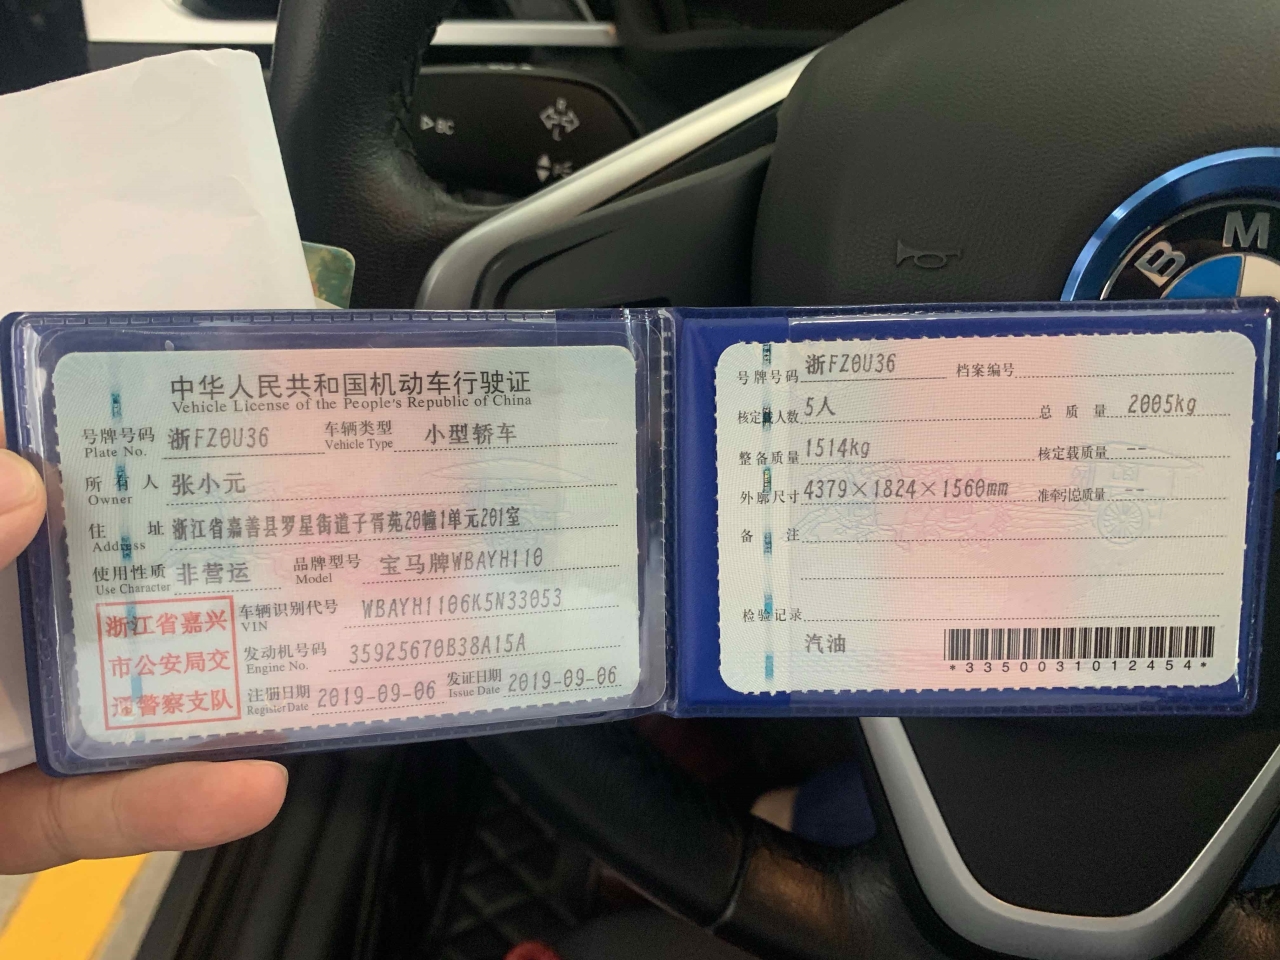 BC
R
L
BMW
中华人民共和国机动车行驶证
Vehicle License of the People's Republic of China
号牌号码 浙FZ0U36 车辆类型 小型轿车
Plate No. Vehicle Type
所有人 张小元
Owner
住址 浙江省嘉善县罗星街道子胥苑20幢1单元201室
Address
使用性质 非营运 品牌型号 宝马牌WBAYH110
Use Character Model
浙江省嘉兴
市公安局交
通警察支队
车辆识别代号 WBAYH1106K5N33053
VIN
发动机号码 35925670B38A15A
Engine No.
注册日期 2019-09-06 发证日期 2019-09-06
Register Date Issue Date
号牌号码 浙FZ0U36 档案编号
核定载人数 5人 总质量 2005kg
整备质量 1514kg 核定载质量 --
外廓尺寸 4379×1824×1560mm 准牵引总质量 --
备注
检验记录
汽油
*3350031012454*